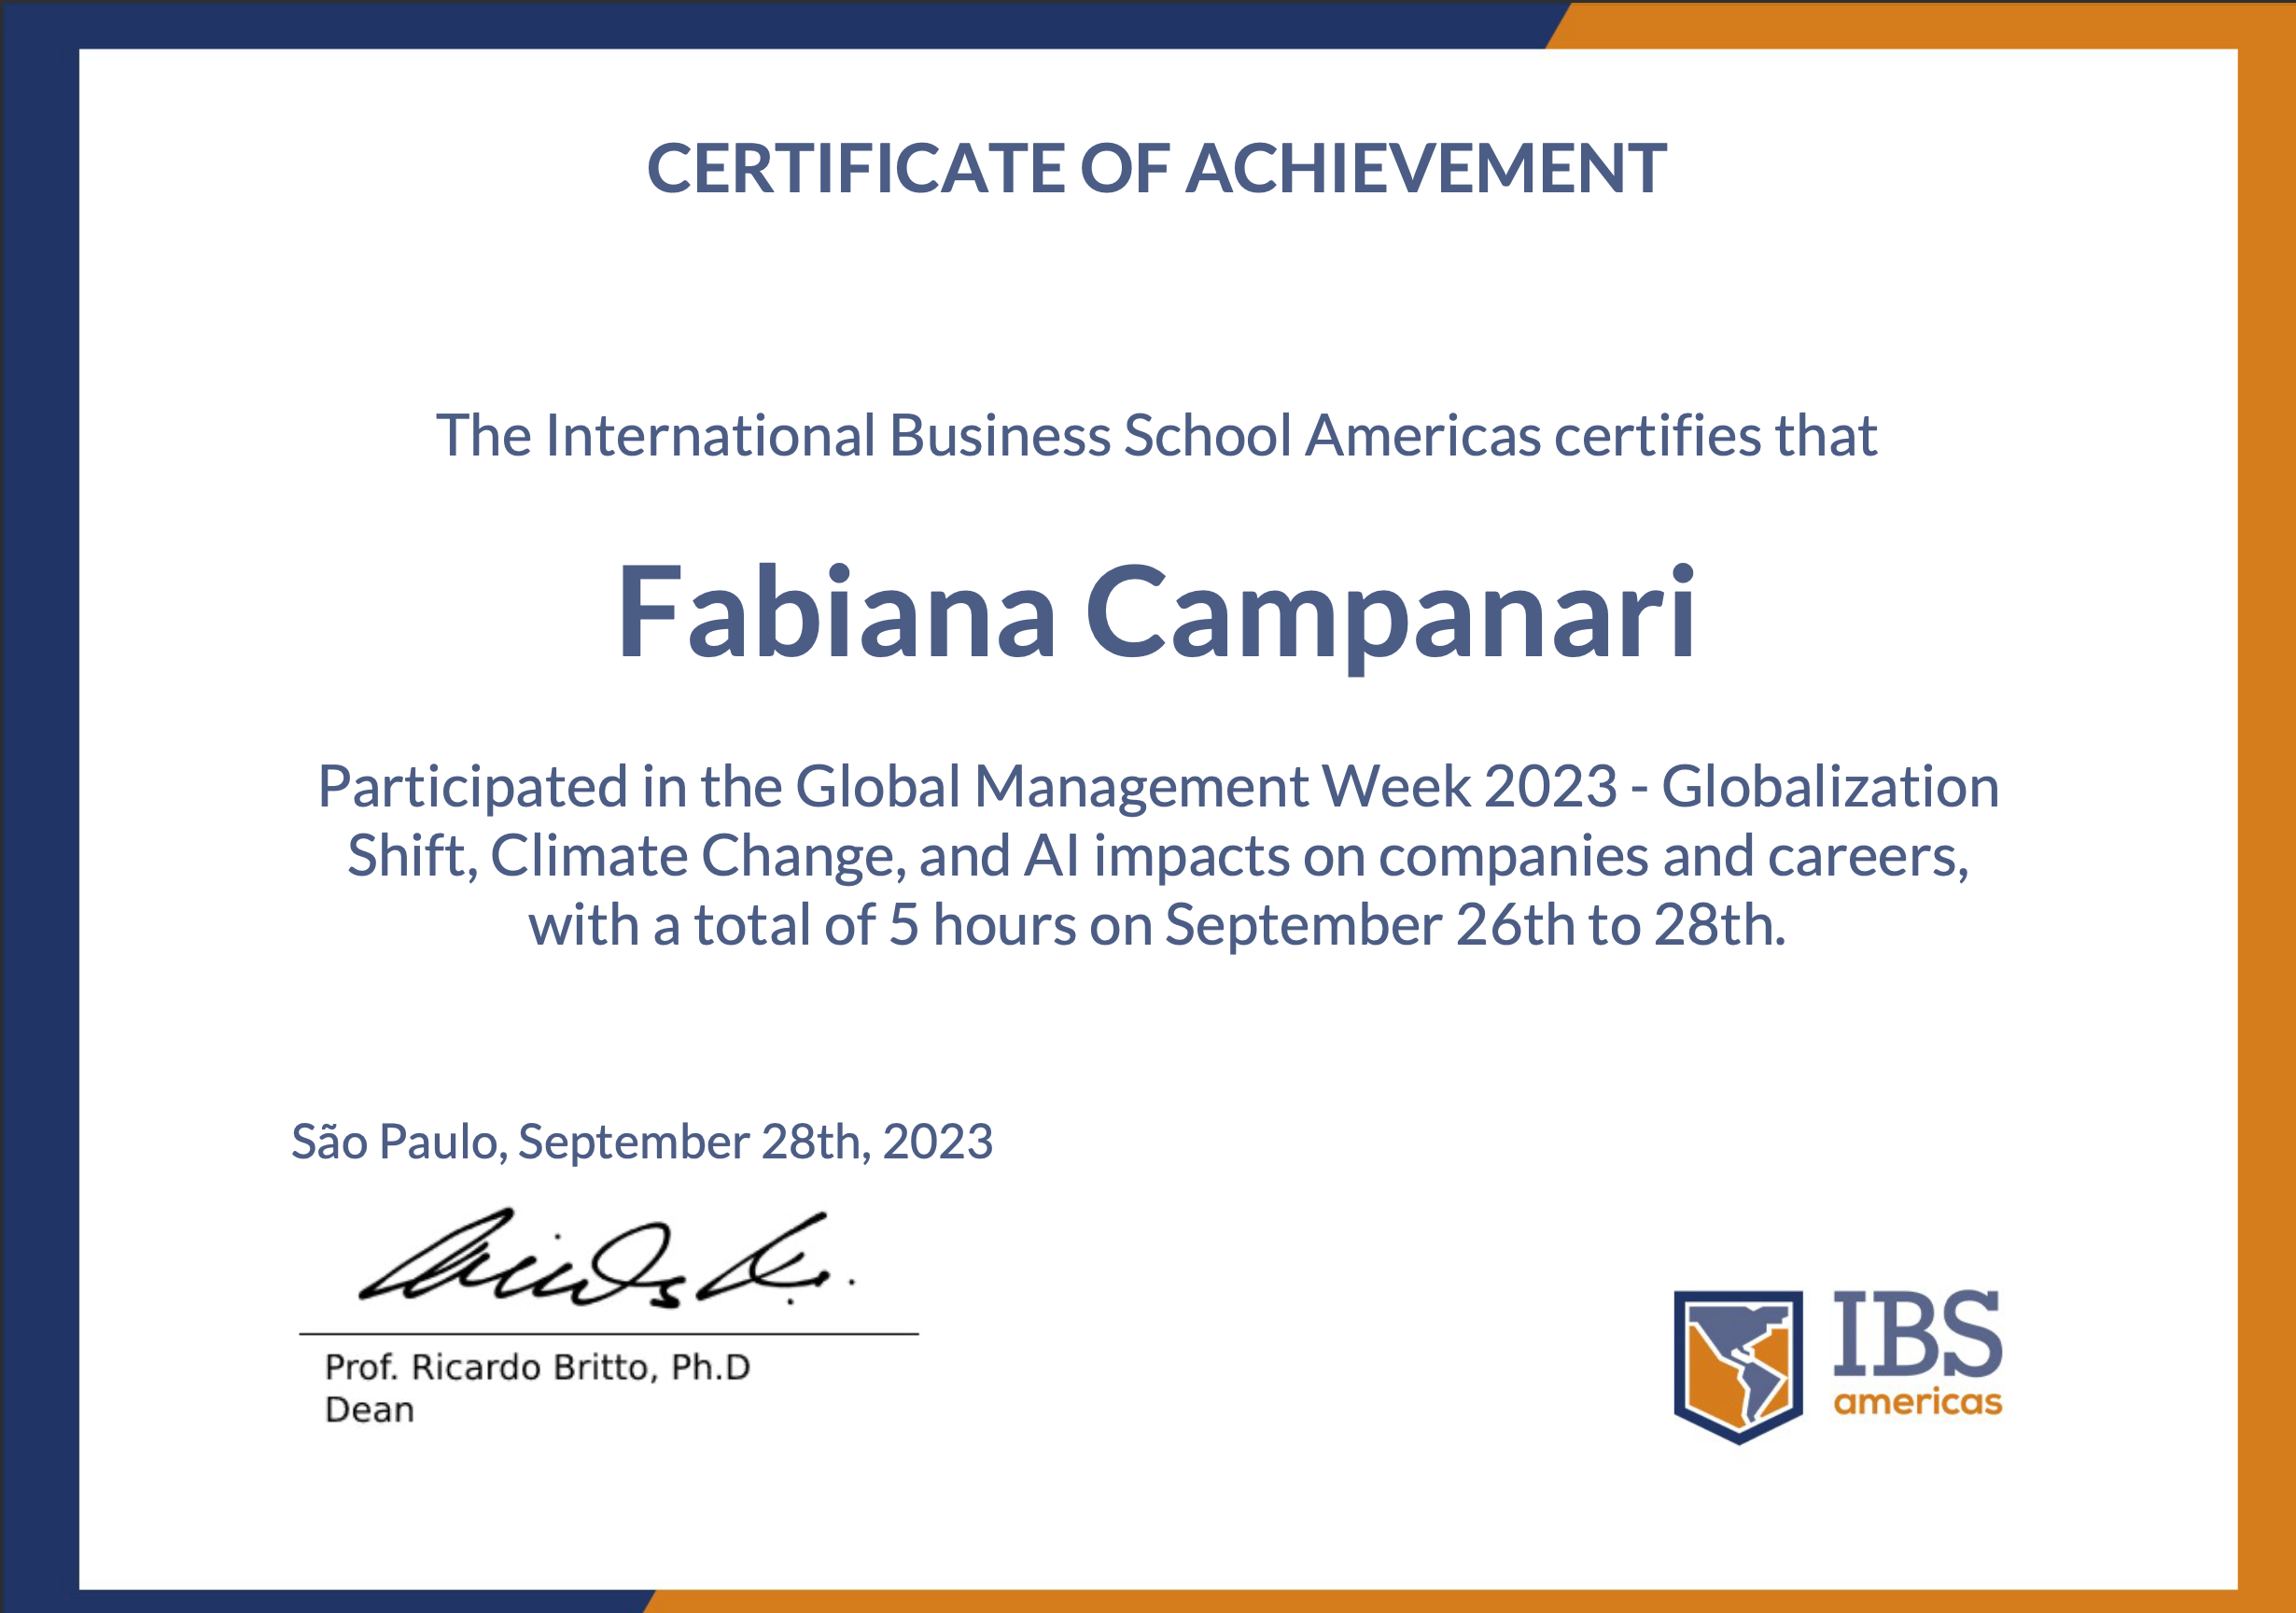 CERTIFICATE OF ACHIEVEMENT
The International Business School Americas certifies that
Fabiana Campanari
Participated in the Global Management Week 2023 - Globalization
Shift, Climate Change, and AI impacts on companies and careers,
with a total of 5 hours on September 26th to 28th.
São Paulo, September 28th, 2023
Prof. Ricardo Britto, Ph.D
Dean
IBS
americas